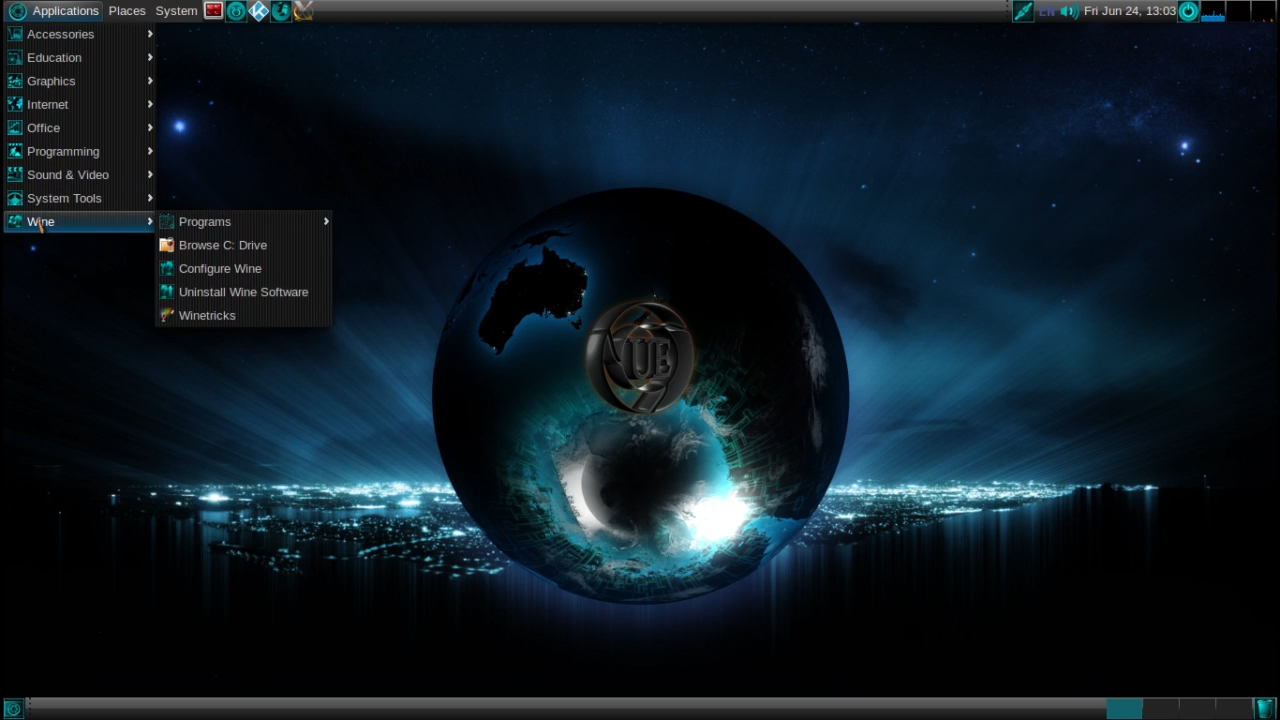 Applications Places System EN Fri Jun 24, 13:03
Accessories
Education
Graphics
Internet
Office
Programming
Sound & Video
System Tools
Wine
Programs
Browse C: Drive
Configure Wine
Uninstall Wine Software
Winetricks
UE